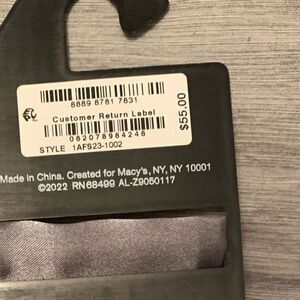 8889 8781 7831
Customer Return Label
$55.00
082078984248
STYLE 1AFS23-1002
Made in China. Created for Macy's, NY, NY 10001
©2022 RN68499 AL-Z9050117